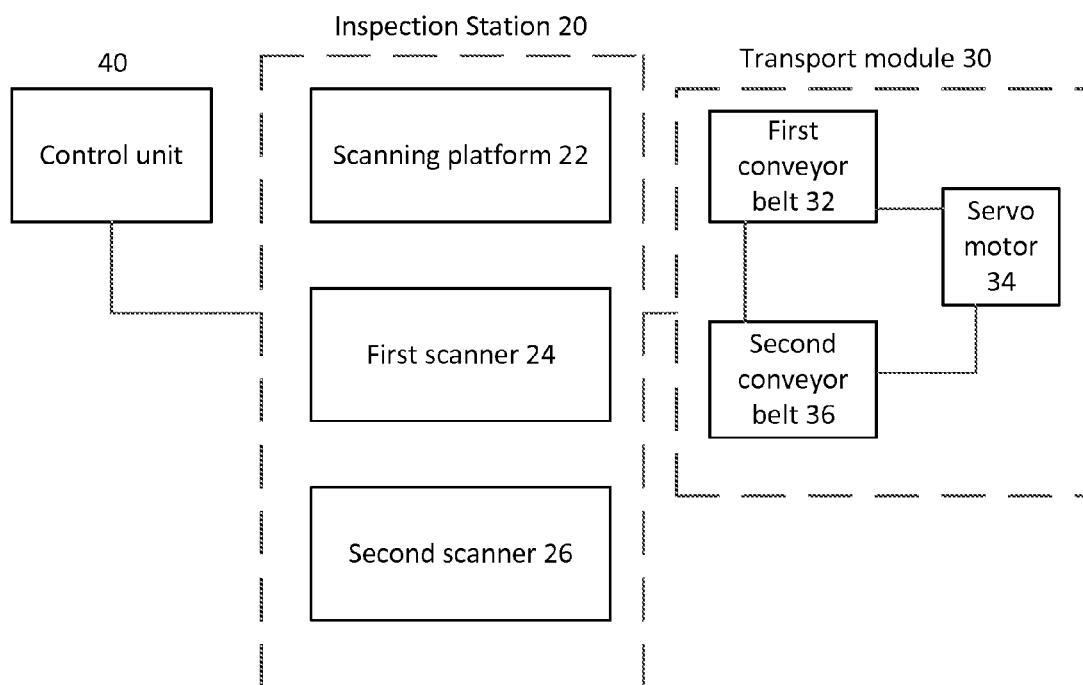 Inspection Station 20
40
Transport module 30
Control unit
Scanning platform 22
First scanner 24
Second scanner 26
First
conveyor
belt 32
Servo
motor
34
Second
conveyor
belt 36